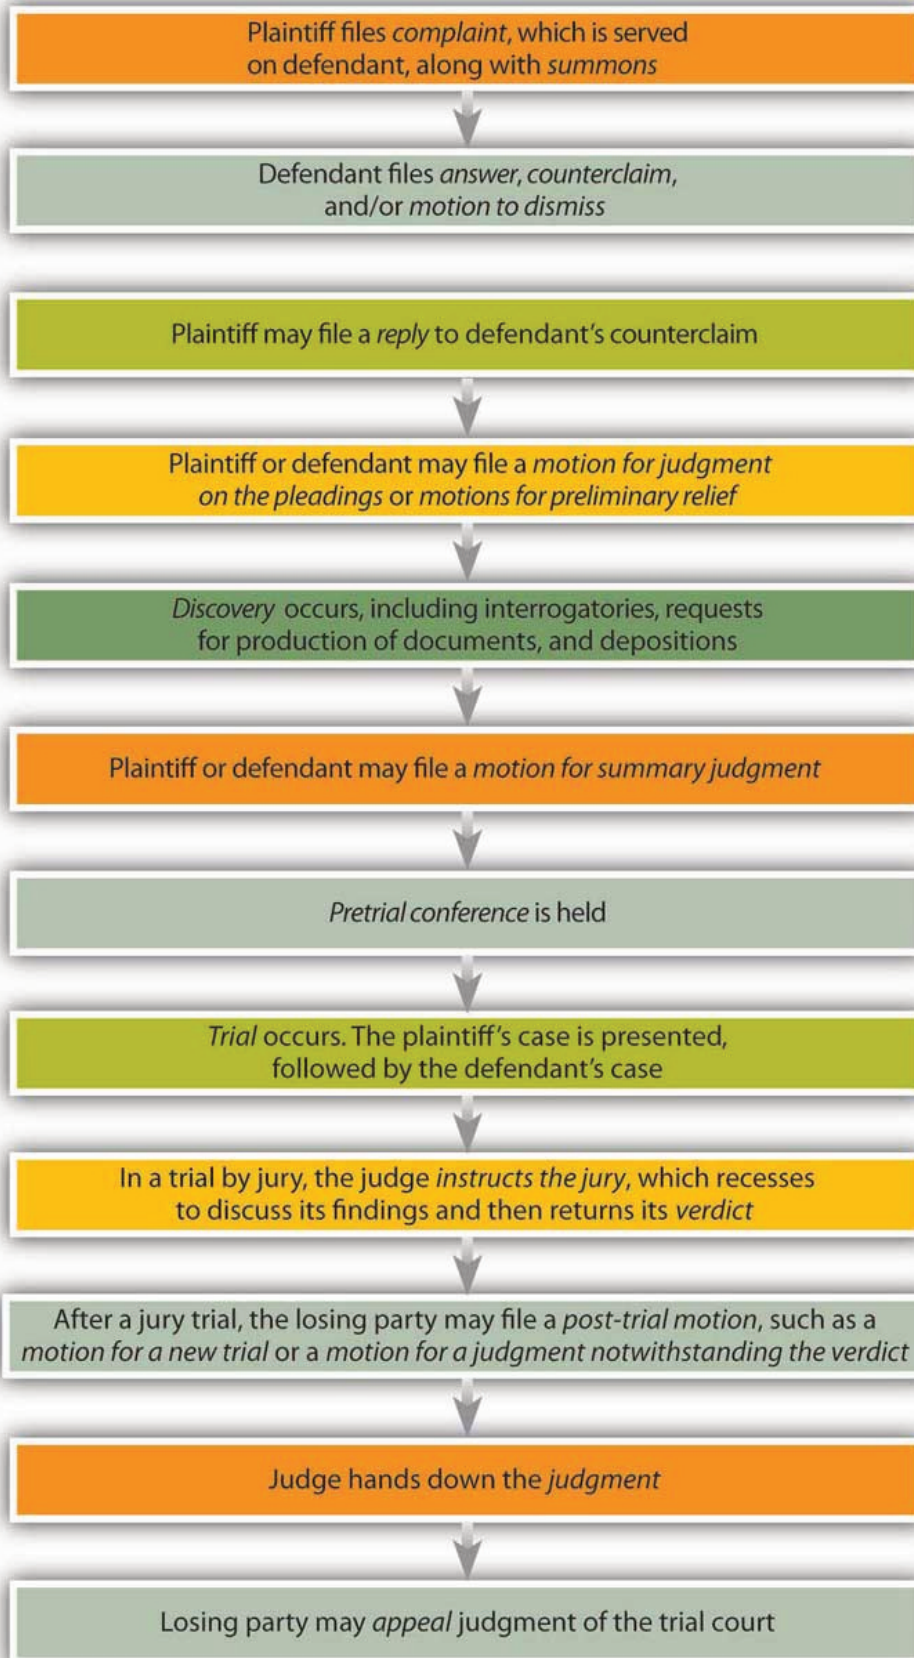 Plaintiff files complaint, which is served
on defendant, along with summons
Defendant files answer, counterclaim,
and/or motion to dismiss
Plaintiff may file a reply to defendant’s counterclaim
Plaintiff or defendant may file a motion for judgment
on the pleadings or motions for preliminary relief
Discovery occurs, including interrogatories, requests
for production of documents, and depositions
Plaintiff or defendant may file a motion for summary judgment
Pretrial conference is held
Trial occurs. The plaintiff’s case is presented,
followed by the defendant’s case
In a trial by jury, the judge instructs the jury, which recesses
to discuss its findings and then returns its verdict
After a jury trial, the losing party may file a post-trial motion, such as a
motion for a new trial or a motion for a judgment notwithstanding the verdict
Judge hands down the judgment
Losing party may appeal judgment of the trial court